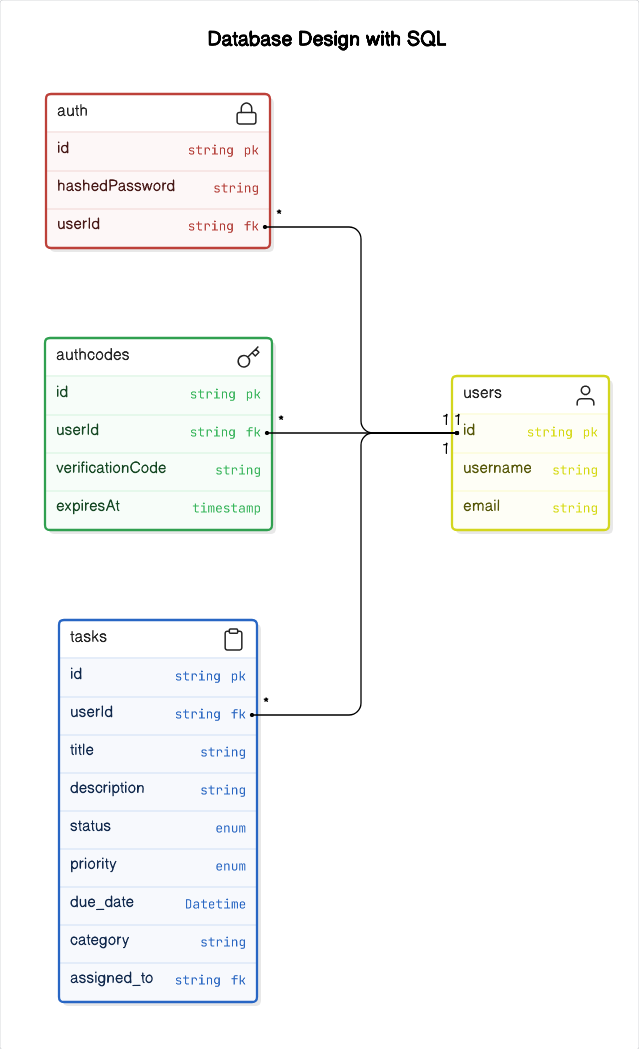 Database Design with SQL
auth
id string pk
hashedPassword string
userId string fk
*
authcodes
id string pk
userId string fk
*
verificationCode string
expiresAt timestamp
users
1 1
id string pk
1
username string
email string
tasks
id string pk
userId string fk
*
title string
description string
status enum
priority enum
due_date Datetime
category string
assigned_to string fk